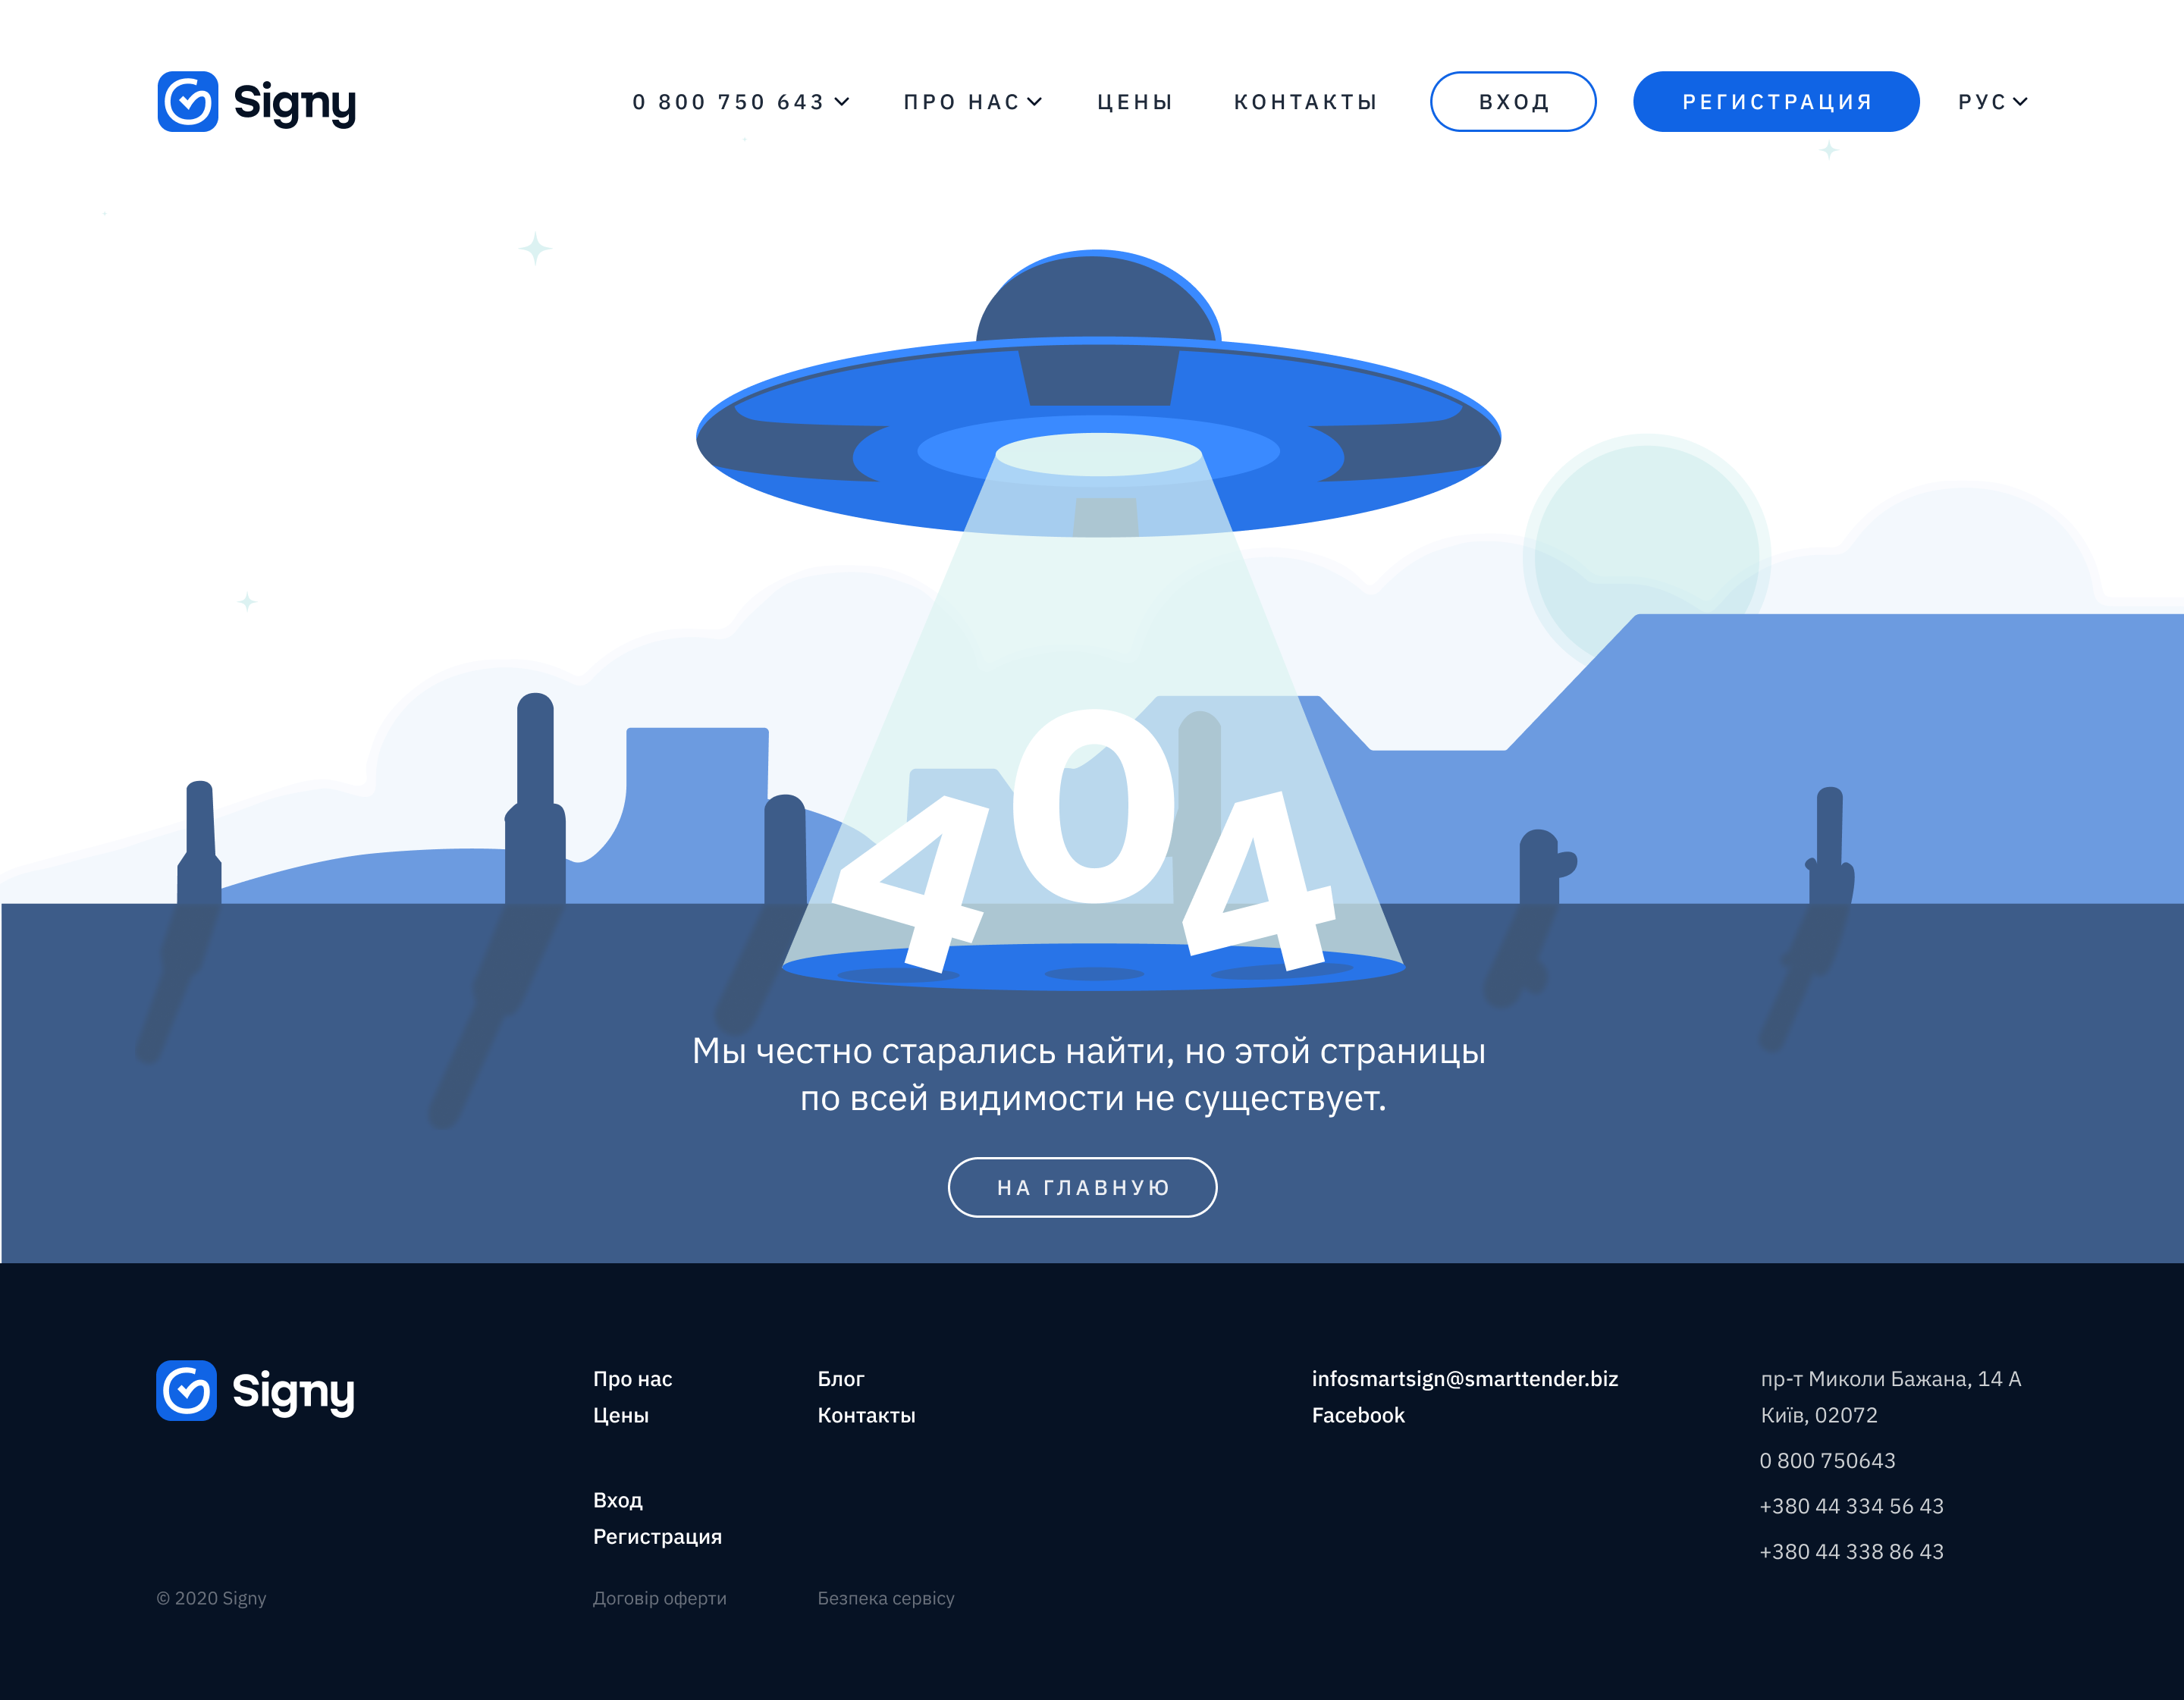 Signy
0 800 750 643
ПРО НАС
ЦЕНЫ
КОНТАКТЫ
ВХОД
РЕГИСТРАЦИЯ
РУС
404
Мы честно старались найти, но этой страницы
по всей видимости не существует.
НА ГЛАВНУЮ
Signy
Про нас
Цены
Вход
Регистрация
Блог
Контакты
infosmartsign@smarttender.biz
Facebook
пр-т Миколи Бажана, 14 А
Київ, 02072
0 800 750643
+380 44 334 56 43
+380 44 338 86 43
© 2020 Signy
Договір оферти
Безпека сервісу